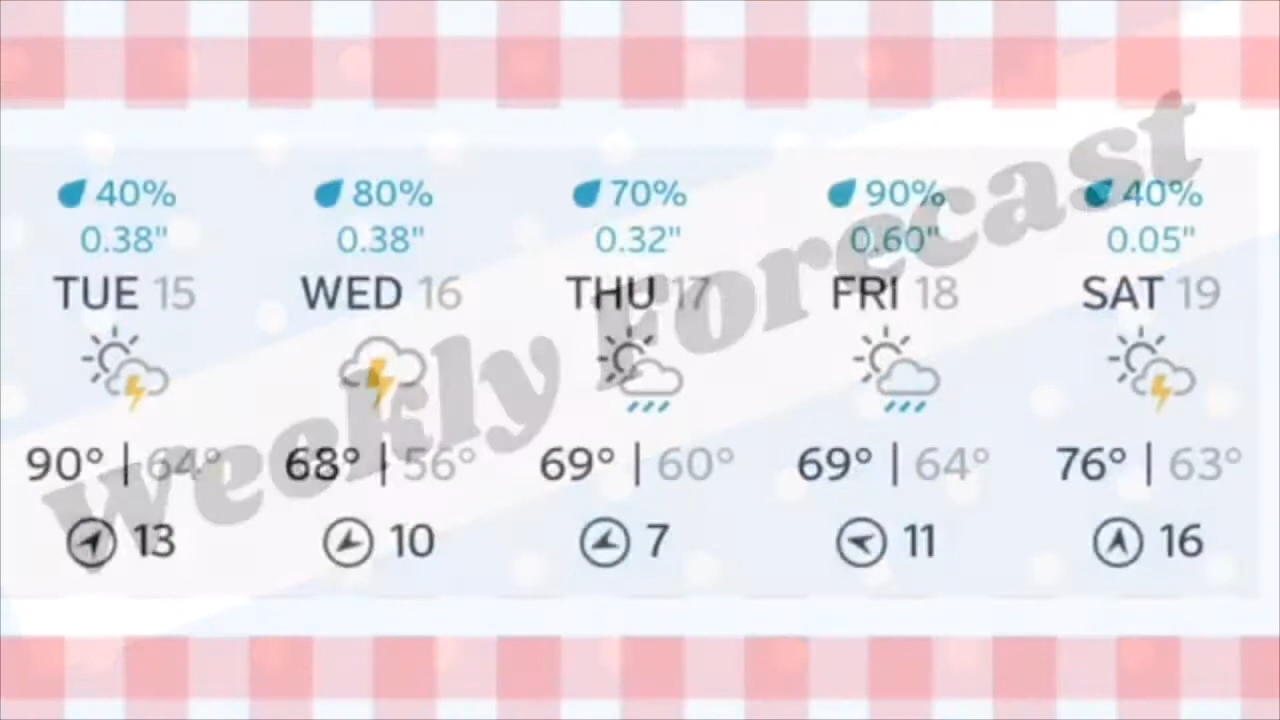 40% 80% 70% 90% 40%
0.38" 0.38" 0.32" 0.60" 0.05"
TUE 15 WED 16 THU 17 FRI 18 SAT 19
90° | 64° 68° | 56° 69° | 60° 69° | 64° 76° | 63°
13 10 7 11 16
Weekly Forecast